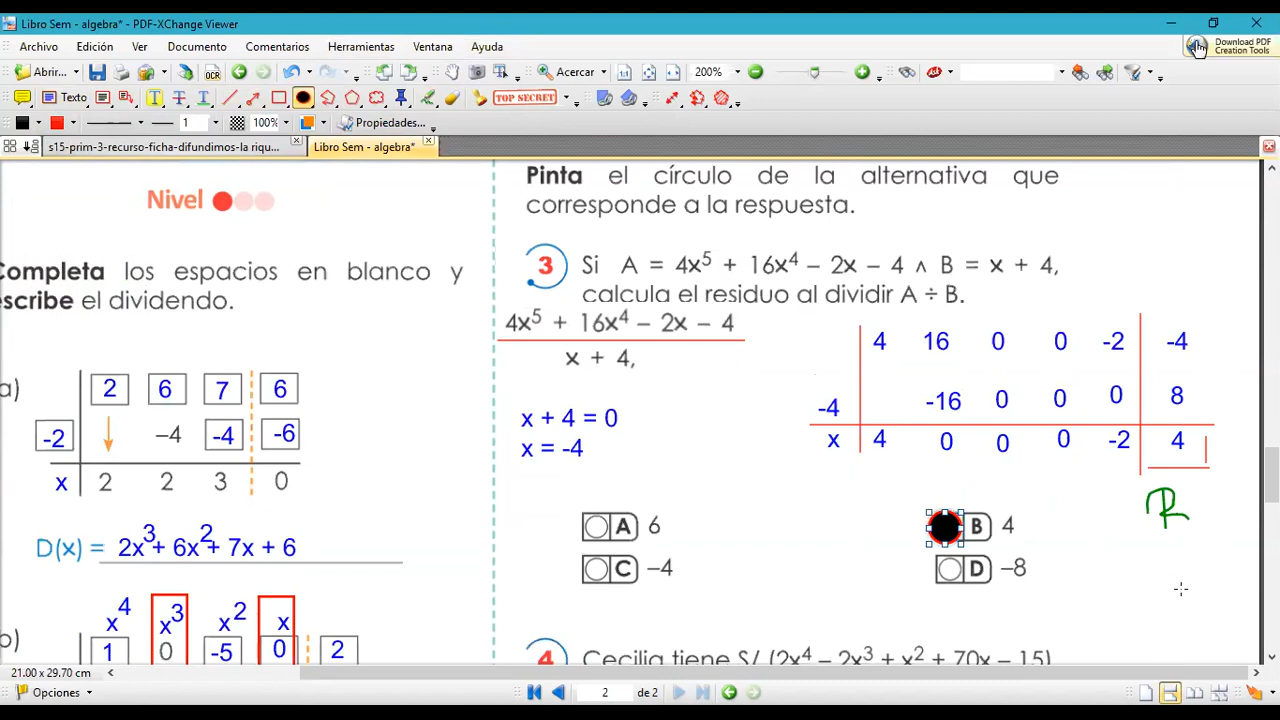 Libro Sem - algebra* - PDF-XChange Viewer
Archivo Edición Ver Documento Comentarios Herramientas Ventana Ayuda
Download PDF
Creation Tools
Abrir... OCR Acercar 200%
Texto TOP SECRET
1 100% Propiedades...
s15-prim-3-recurso-ficha-difundimos-la riqu...
Libro Sem - algebra*
Nivel
Completa los espacios en blanco y
escribe el dividendo.
a)
2 6 7 6
-2 -4 -4 -6
x 2 2 3 0
D(x) = 2x3 + 6x2 + 7x + 6
x4 x3 x2 x
b) 1 0 -5 0 2
Pinta el círculo de la alternativa que
corresponde a la respuesta.
3 Si A = 4x⁵ + 16x⁴ – 2x – 4 ∧ B = x + 4,
calcula el residuo al dividir A ÷ B.
4x⁵ + 16x⁴ – 2x – 4
x + 4,
x + 4 = 0
x = -4
4 16 0 0 -2 -4
-4 -16 0 0 0 8
x 4 0 0 0 -2 4
R
A 6 B 4
C –4 D –8
4 Cecilia tiene S/ (2x⁴ – 2x³ + x² + 70x – 15)
21.00 x 29.70 cm
Opciones 2 de 2